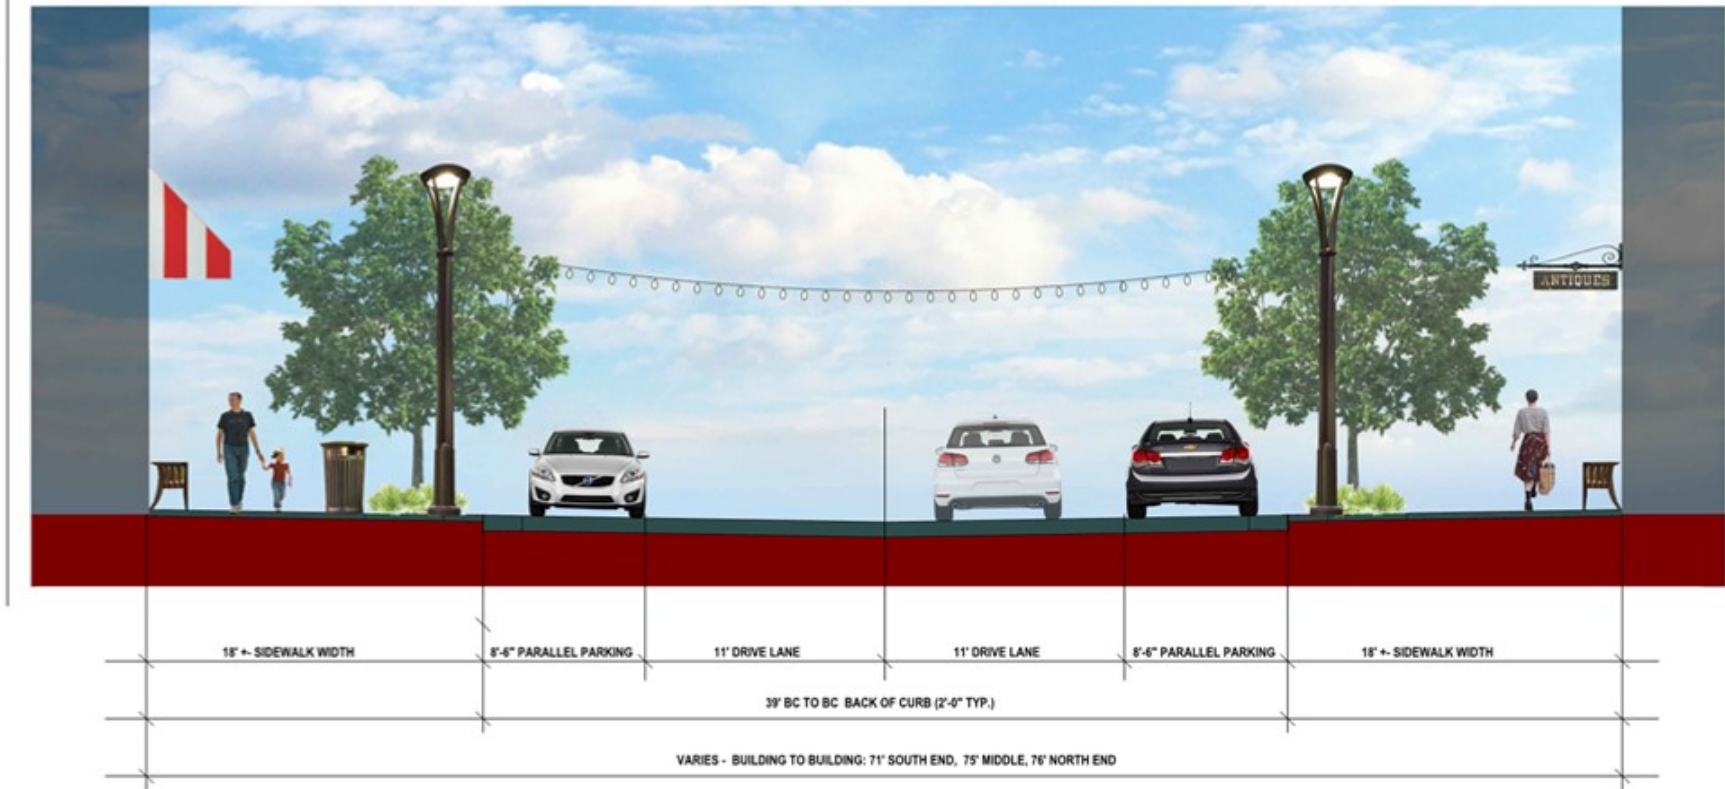 ANTIQUES
18' +- SIDEWALK WIDTH
8'-6" PARALLEL PARKING
11' DRIVE LANE
11' DRIVE LANE
8'-6" PARALLEL PARKING
18' +- SIDEWALK WIDTH
39' BC TO BC  BACK OF CURB (2'-0" TYP.)
VARIES -  BUILDING TO BUILDING: 71' SOUTH END,  75' MIDDLE, 76' NORTH END